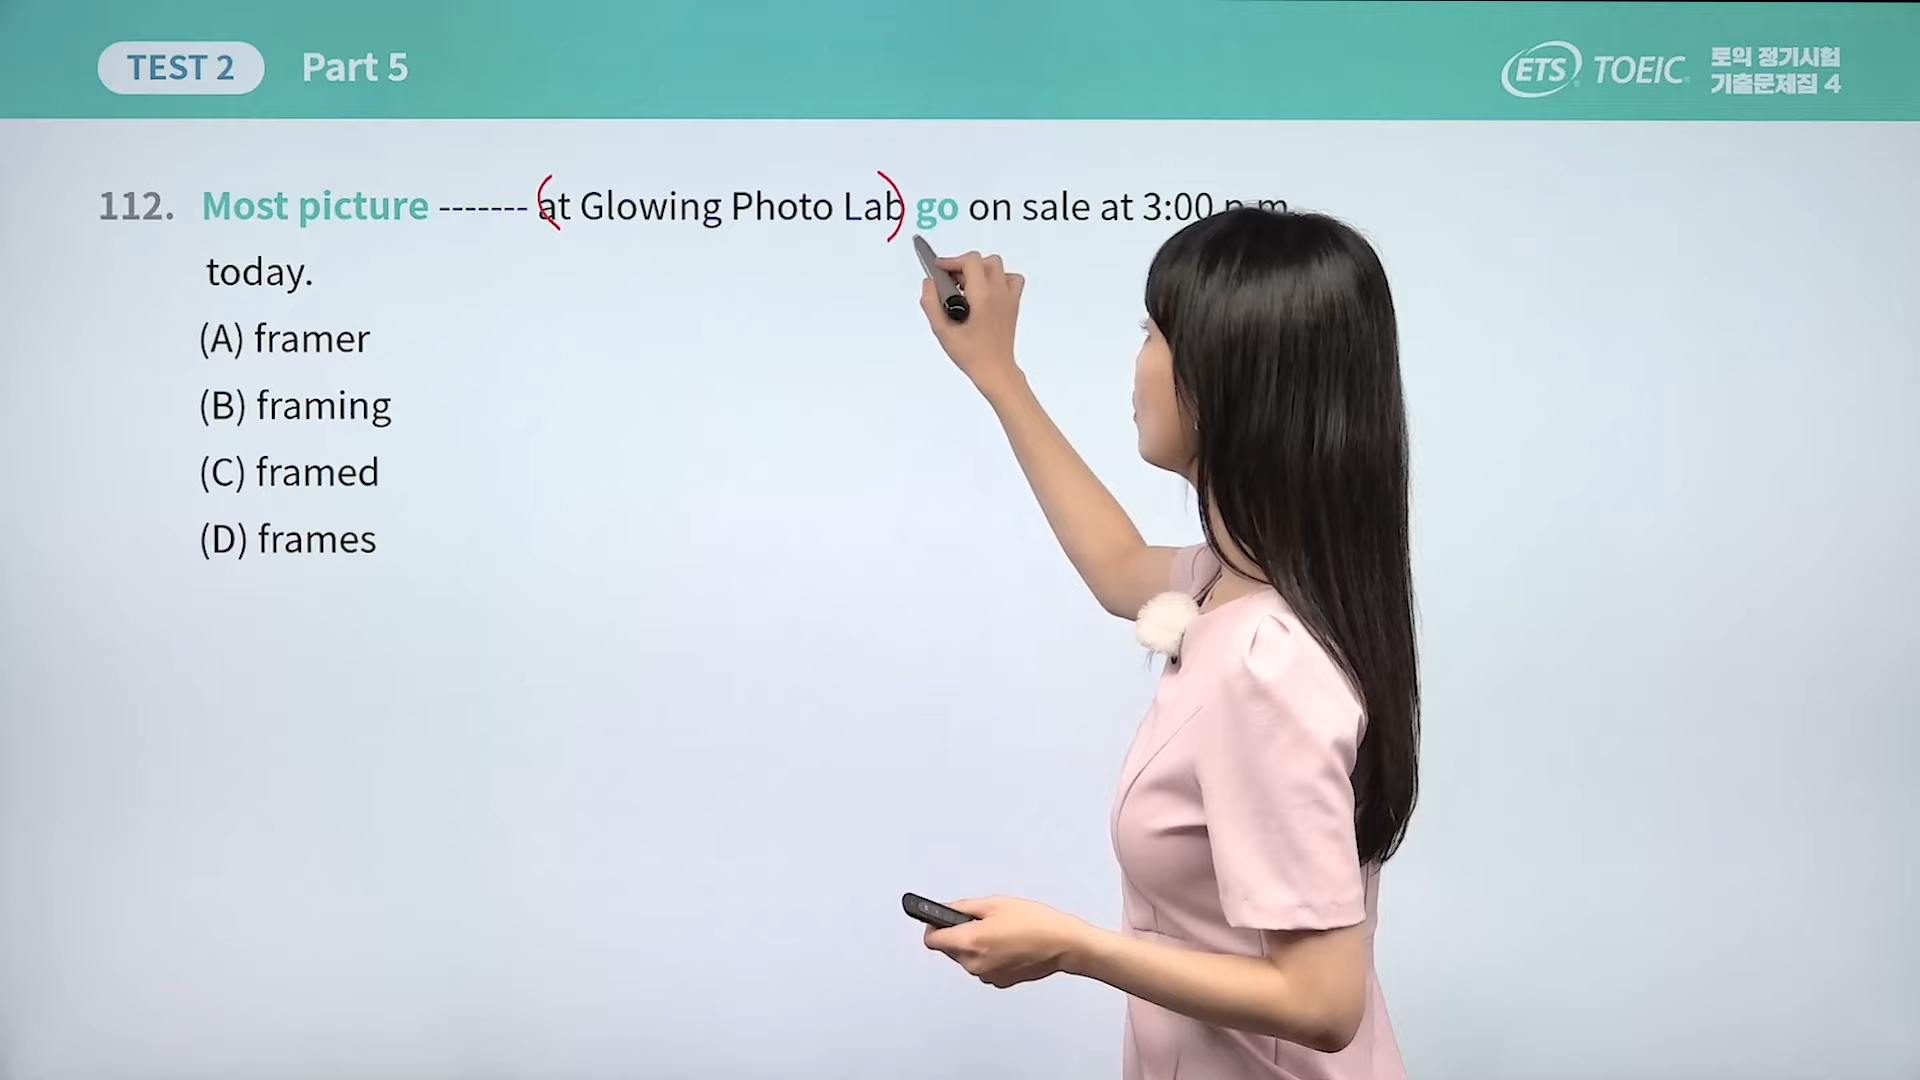 TEST 2 Part 5
ETS TOEIC 토익 정기시험
기출문제집 4
112. Most picture ------- at Glowing Photo Lab go on sale at 3:00 p.m.
today.
(A) framer
(B) framing
(C) framed
(D) frames